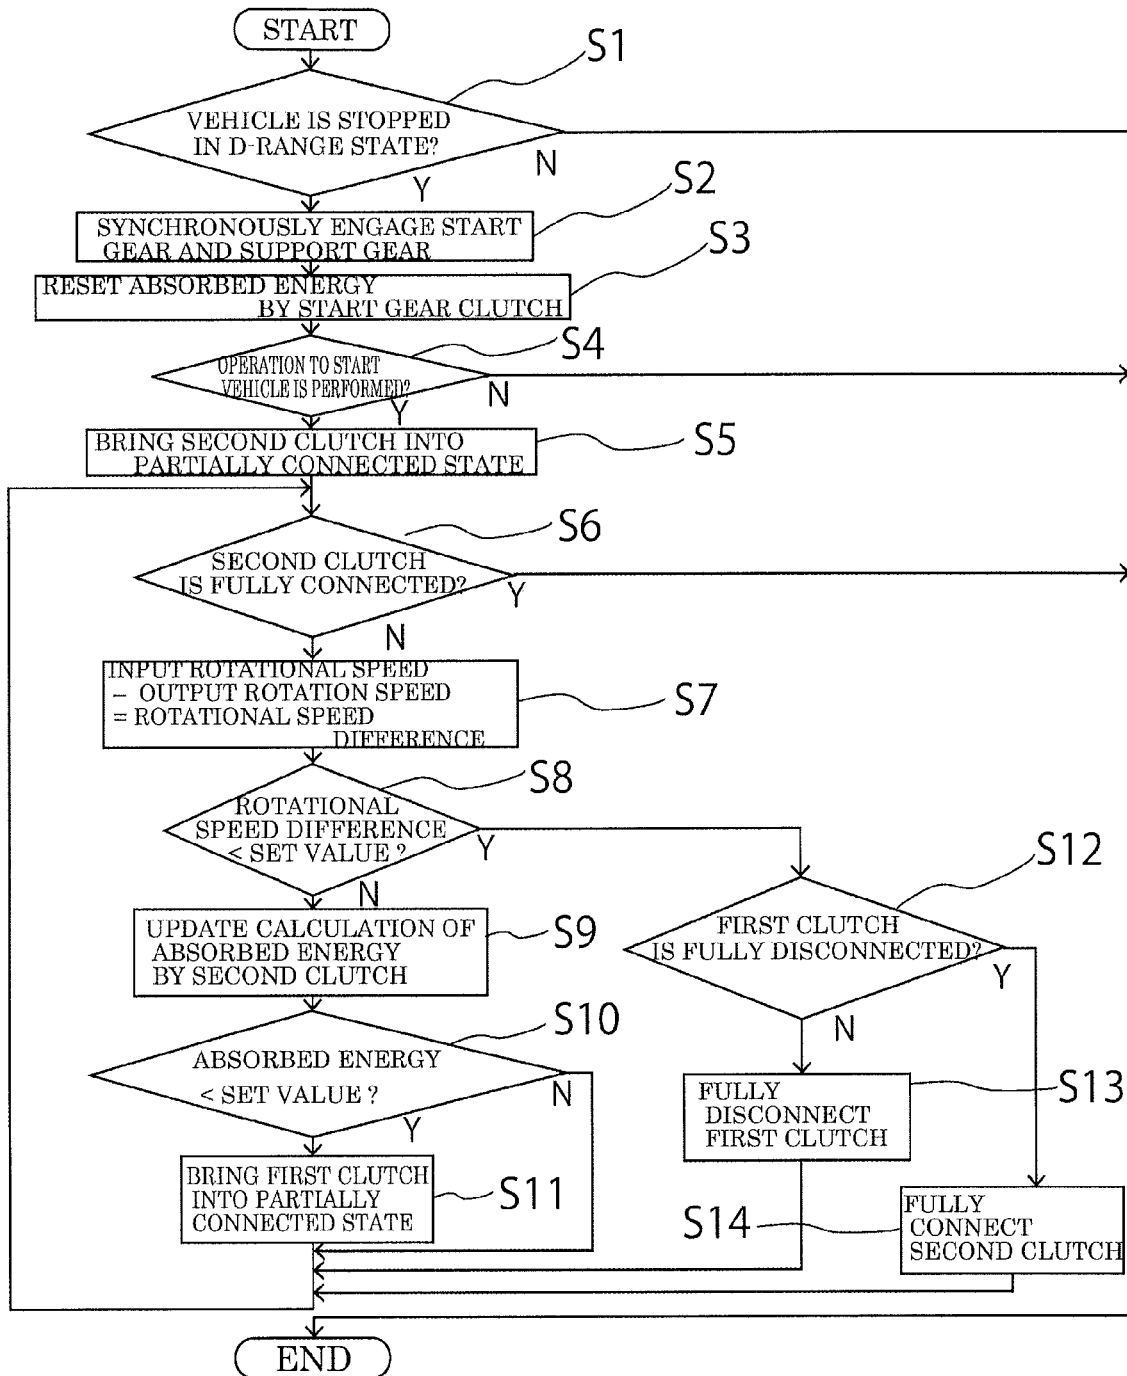 START
S1
VEHICLE IS STOPPED
IN D-RANGE STATE?
N
Y
S2
SYNCHRONOUSLY ENGAGE START
GEAR AND SUPPORT GEAR
S3
RESET ABSORBED ENERGY
BY START GEAR CLUTCH
S4
OPERATION TO START
VEHICLE IS PERFORMED?
N
Y
S5
BRING SECOND CLUTCH INTO
PARTIALLY CONNECTED STATE
S6
SECOND CLUTCH
IS FULLY CONNECTED?
Y
N
INPUT ROTATIONAL SPEED
– OUTPUT ROTATION SPEED
= ROTATIONAL SPEED
DIFFERENCE
S7
S8
ROTATIONAL
SPEED DIFFERENCE
< SET VALUE ?
Y
N
S12
FIRST CLUTCH
IS FULLY DISCONNECTED?
Y
N
UPDATE CALCULATION OF
ABSORBED ENERGY
BY SECOND CLUTCH
S9
S10
ABSORBED ENERGY
< SET VALUE ?
N
Y
FULLY
DISCONNECT
FIRST CLUTCH
S13
BRING FIRST CLUTCH
INTO PARTIALLY
CONNECTED STATE
S11
S14
FULLY
CONNECT
SECOND CLUTCH
END